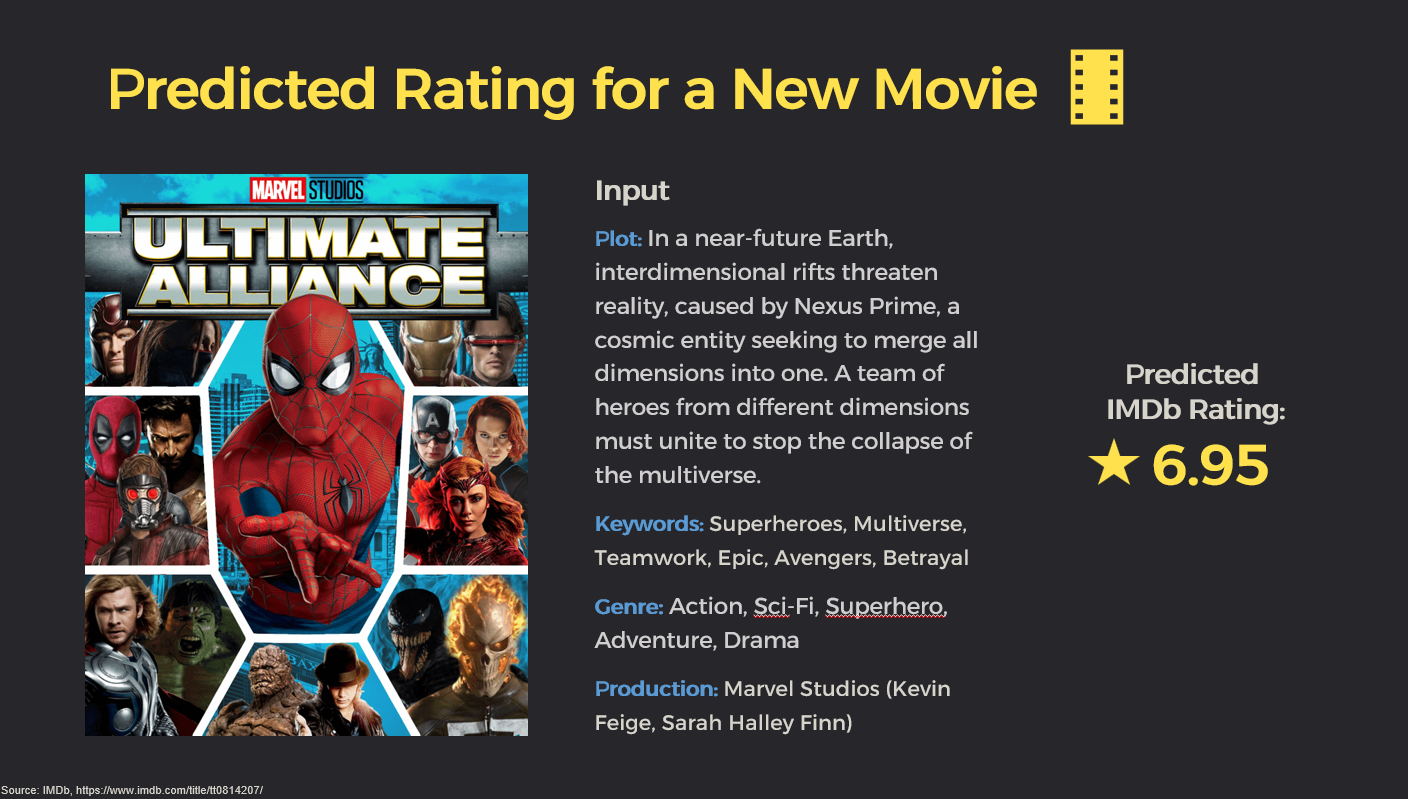 Predicted Rating for a New Movie
MARVEL STUDIOS
ULTIMATE
ALLIANCE
Input
Plot: In a near-future Earth,
interdimensional rifts threaten
reality, caused by Nexus Prime, a
cosmic entity seeking to merge all
dimensions into one. A team of
heroes from different dimensions
must unite to stop the collapse of
the multiverse.
Keywords: Superheroes, Multiverse,
Teamwork, Epic, Avengers, Betrayal
Genre: Action, Sci-Fi, Superhero,
Adventure, Drama
Production: Marvel Studios (Kevin
Feige, Sarah Halley Finn)
Predicted
IMDb Rating:
6.95
Source: IMDb, https://www.imdb.com/title/tt0814207/